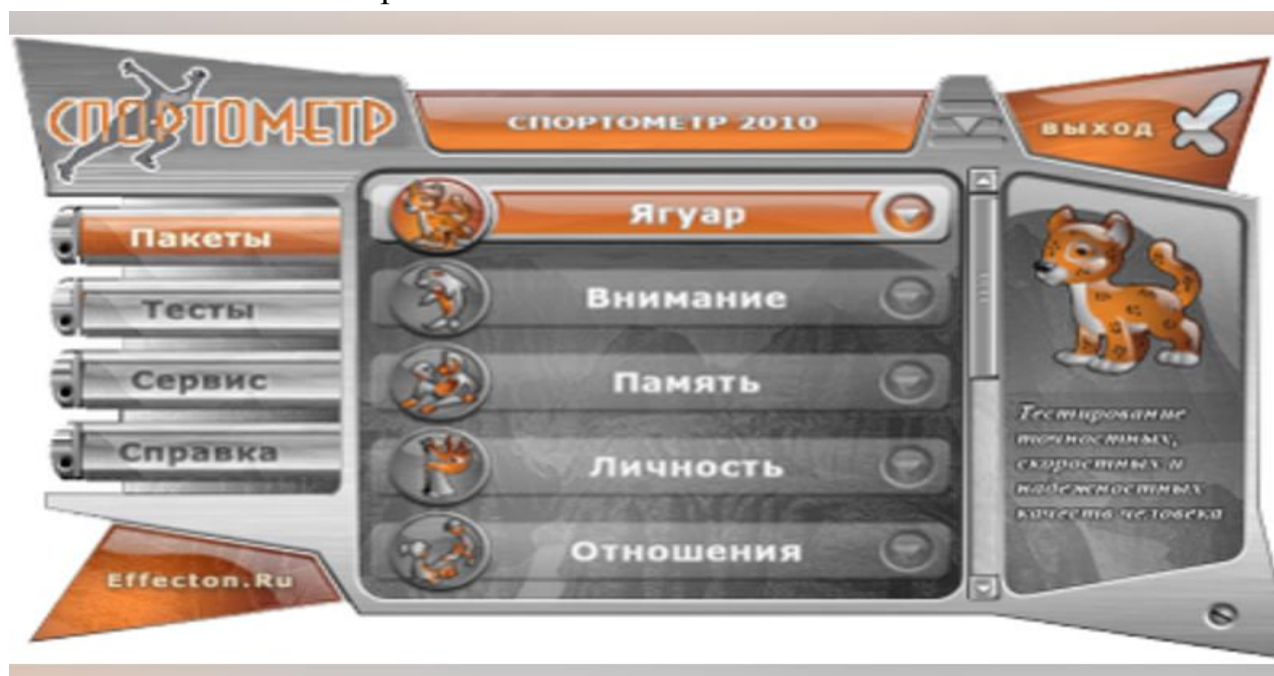 СПОРТОМЕТР
СПОРТОМЕТР 2010
ВЫХОД
Пакеты
Тесты
Сервис
Справка
Ягуар
Внимание
Память
Личность
Отношения
Тестирование
точностных,
скоростных и
надежностных
качеств человека
Effecton.Ru